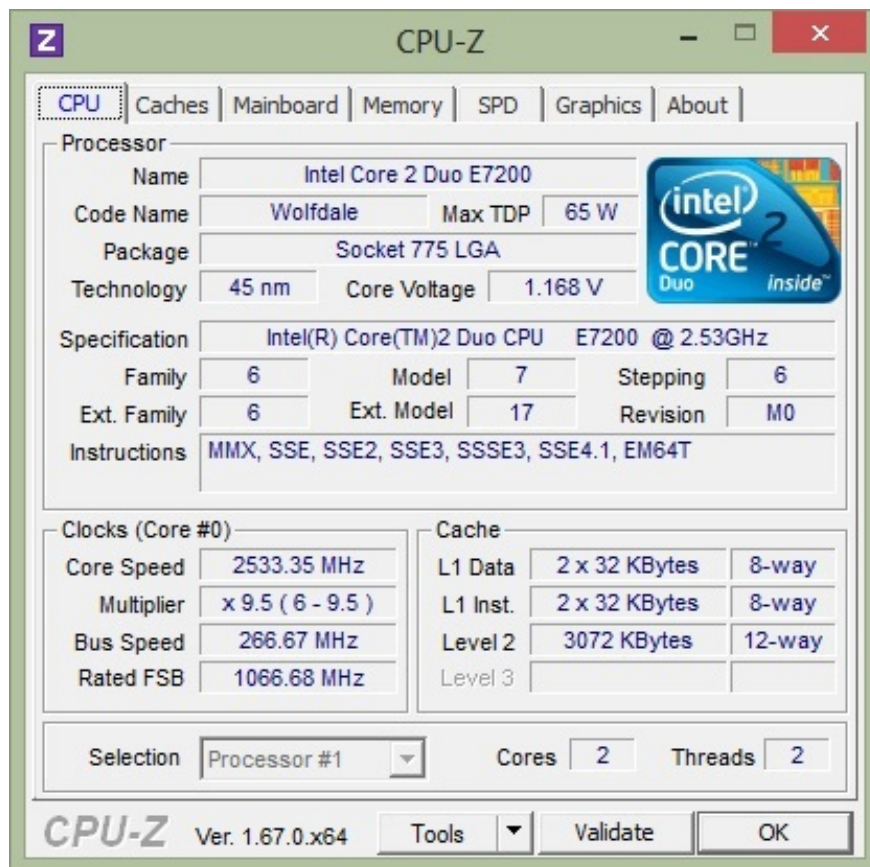 Z CPU-Z
CPU Caches Mainboard Memory SPD Graphics About
Processor
Name Intel Core 2 Duo E7200
Code Name Wolfdale Max TDP 65 W
Package Socket 775 LGA
Technology 45 nm Core Voltage 1.168 V
intel 2
CORE™
Duo inside™
Specification Intel(R) Core(TM)2 Duo CPU E7200 @ 2.53GHz
Family 6 Model 7 Stepping 6
Ext. Family 6 Ext. Model 17 Revision M0
Instructions MMX, SSE, SSE2, SSE3, SSSE3, SSE4.1, EM64T
Clocks (Core #0)
Core Speed 2533.35 MHz
Multiplier x 9.5 ( 6 - 9.5 )
Bus Speed 266.67 MHz
Rated FSB 1066.68 MHz
Cache
L1 Data 2 x 32 KBytes 8-way
L1 Inst. 2 x 32 KBytes 8-way
Level 2 3072 KBytes 12-way
Level 3
Selection Processor #1 Cores 2 Threads 2
CPU-Z Ver. 1.67.0.x64 Tools Validate OK